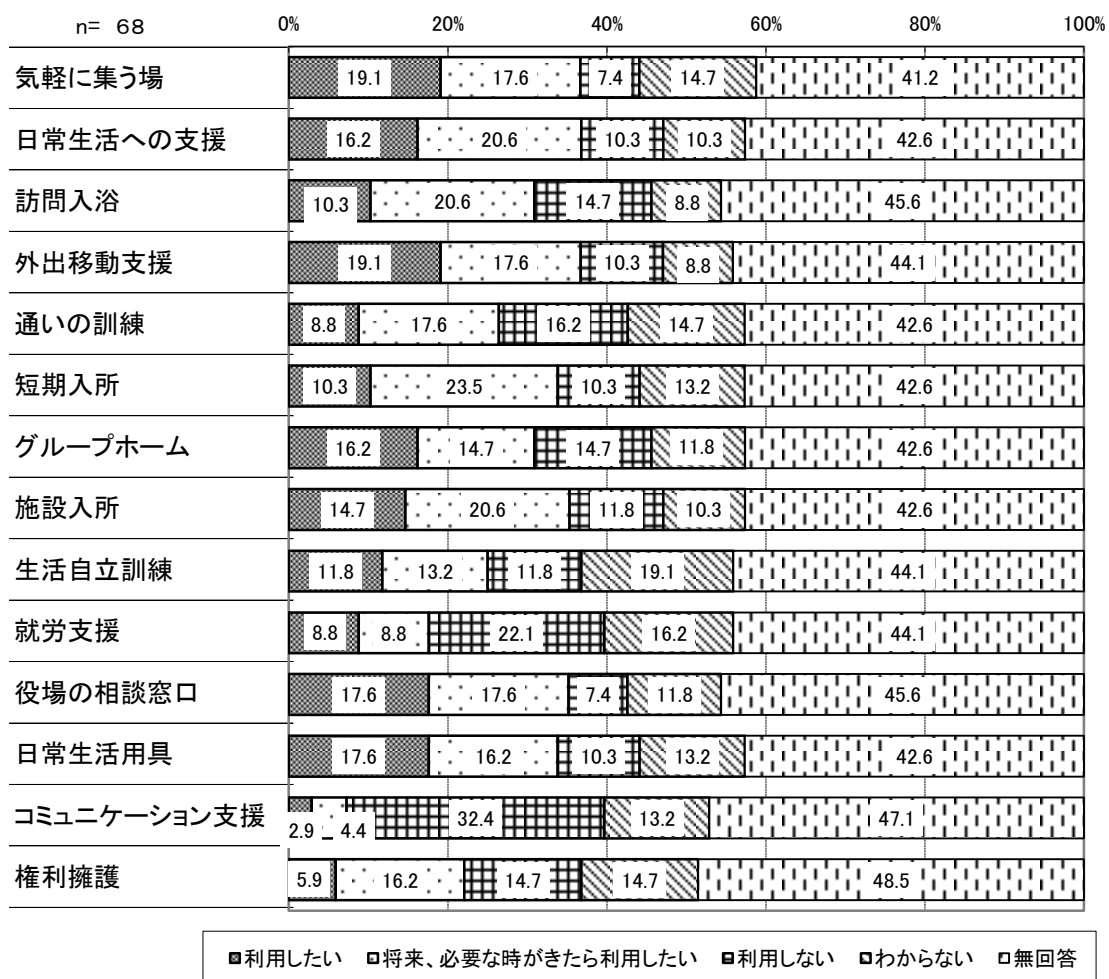 n= 68
0% 20% 40% 60% 80% 100%
気軽に集う場 19.1 17.6 7.4 14.7 41.2
日常生活への支援 16.2 20.6 10.3 10.3 42.6
訪問入浴 10.3 20.6 14.7 8.8 45.6
外出移動支援 19.1 17.6 10.3 8.8 44.1
通いの訓練 8.8 17.6 16.2 14.7 42.6
短期入所 10.3 23.5 10.3 13.2 42.6
グループホーム 16.2 14.7 14.7 11.8 42.6
施設入所 14.7 20.6 11.8 10.3 42.6
生活自立訓練 11.8 13.2 11.8 19.1 44.1
就労支援 8.8 8.8 22.1 16.2 44.1
役場の相談窓口 17.6 17.6 7.4 11.8 45.6
日常生活用具 17.6 16.2 10.3 13.2 42.6
コミュニケーション支援 2.9 4.4 32.4 13.2 47.1
権利擁護 5.9 16.2 14.7 14.7 48.5
利用したい 将来、必要な時がきたら利用したい 利用しない わからない 無回答